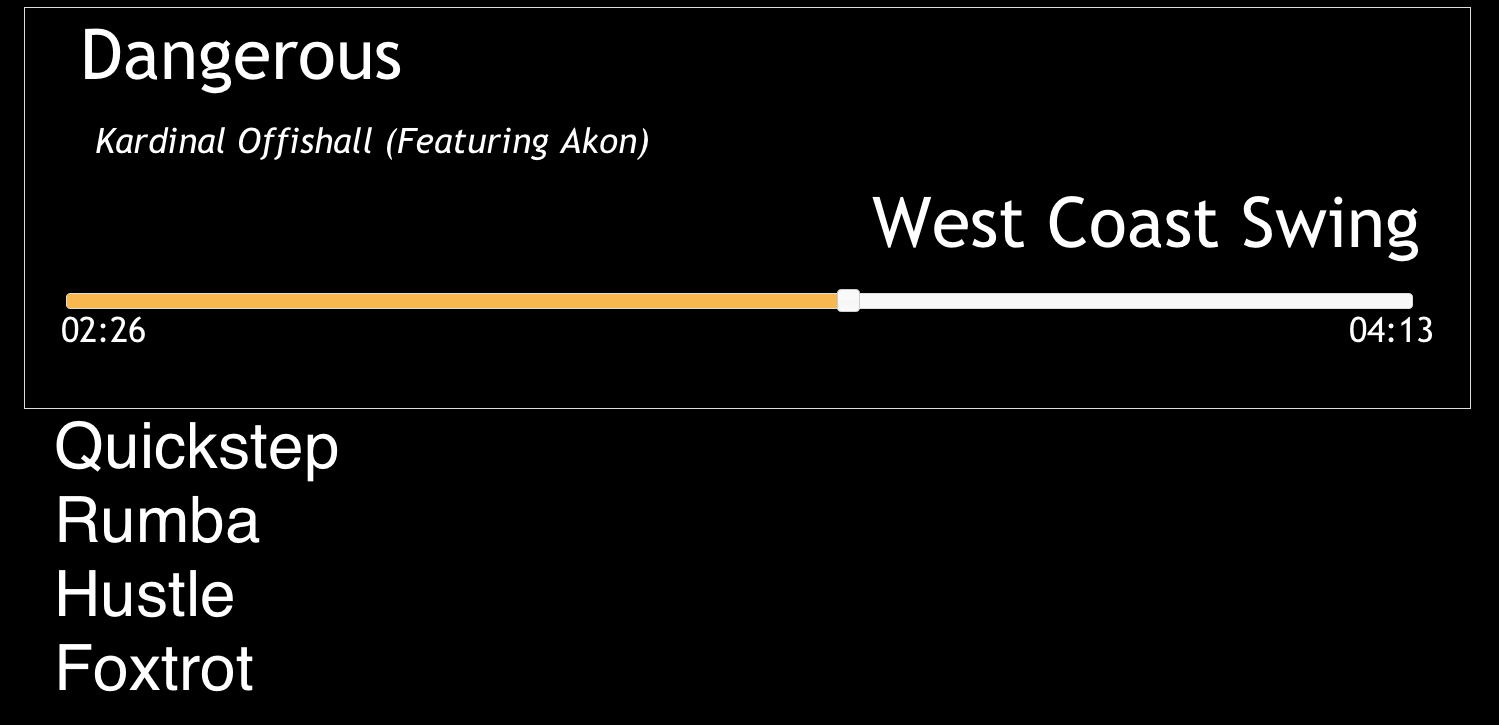 Dangerous
Kardinal Offishall (Featuring Akon)
West Coast Swing
02:26 04:13
Quickstep
Rumba
Hustle
Foxtrot